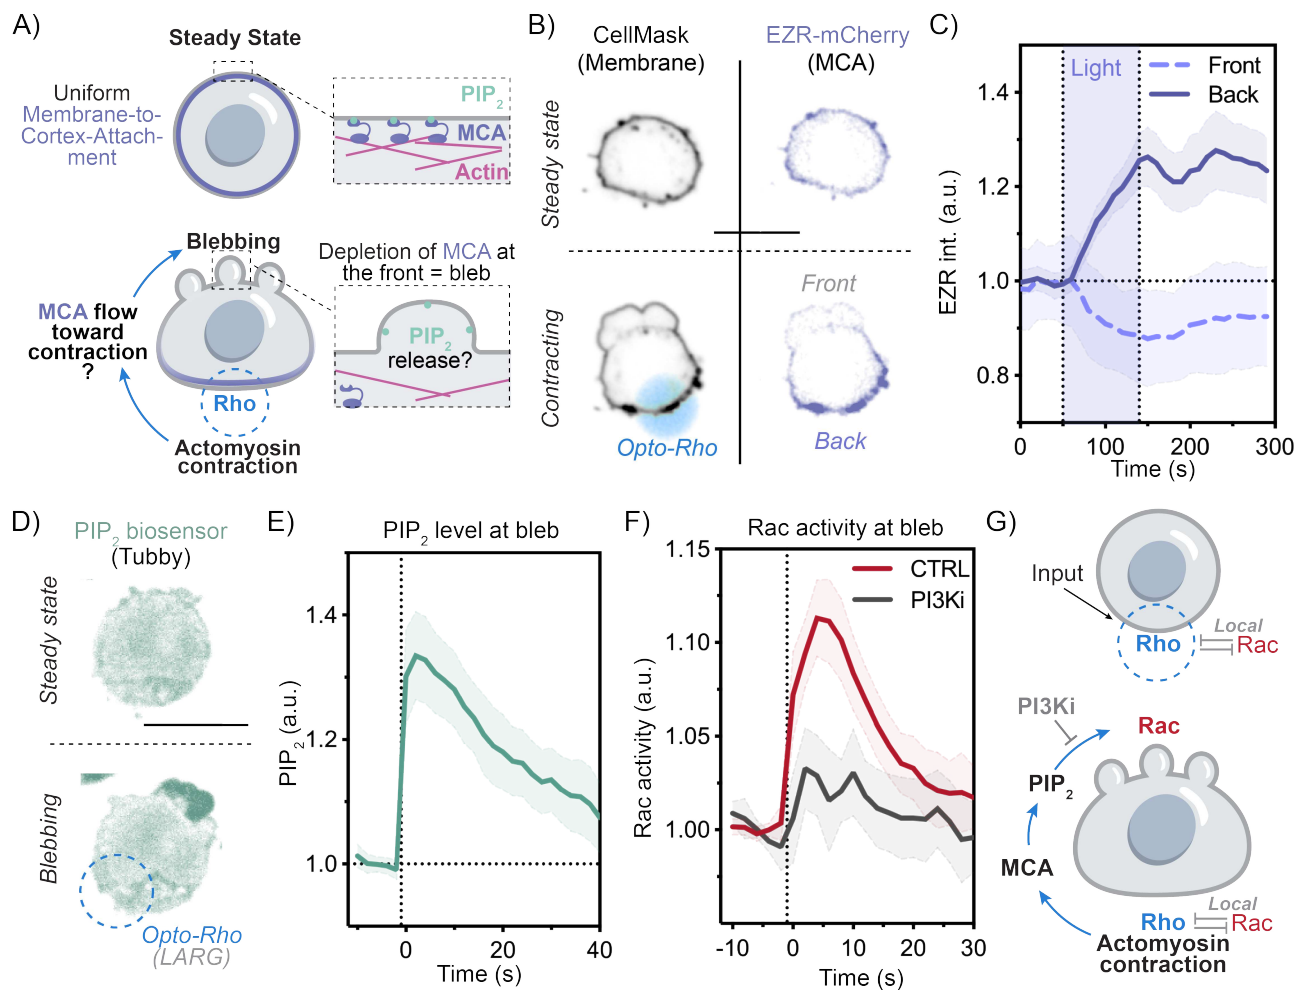 A)
Steady State
Uniform
Membrane-to-
Cortex-Attach-
ment
PIP2
MCA
Actin
Blebbing
Depletion of MCA at
the front = bleb
MCA flow
toward
contraction
?
PIP2
release?
Rho
Actomyosin
contraction
B)
CellMask
(Membrane)
EZR-mCherry
(MCA)
Steady state
Contracting
Front
Opto-Rho
Back
C)
Light
Front
Back
EZR int. (a.u.)
1.4
1.2
1.0
0.8
0
100
200
300
Time (s)
D)
PIP2 biosensor
(Tubby)
Steady state
Blebbing
Opto-Rho
(LARG)
E)
PIP2 level at bleb
PIP2 (a.u.)
1.4
1.2
1.0
0
20
40
Time (s)
F)
Rac activity at bleb
CTRL
PI3Ki
Rac activity (a.u.)
1.15
1.10
1.05
1.00
-10
0
10
20
30
Time (s)
G)
Input
Rho
Local
Rac
PI3Ki
Rac
PIP2
MCA
Local
Rho
Rac
Actomyosin
contraction